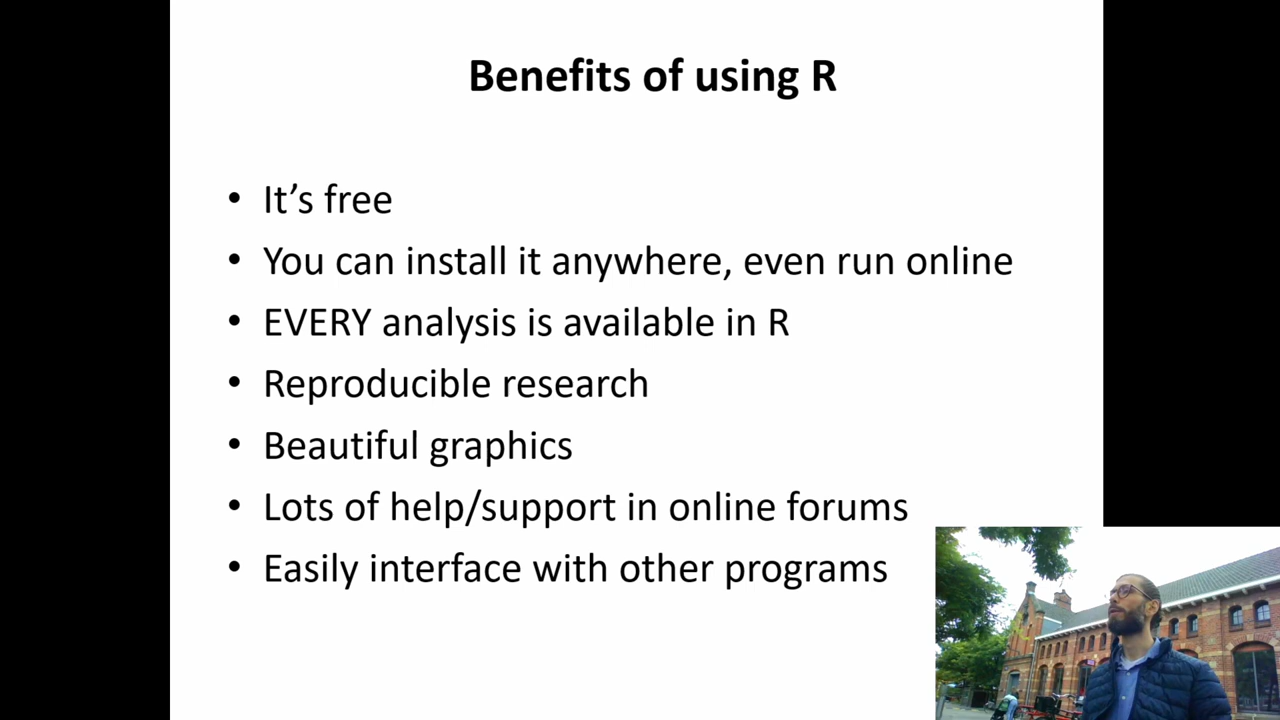 Benefits of using R
• It’s free
• You can install it anywhere, even run online
• EVERY analysis is available in R
• Reproducible research
• Beautiful graphics
• Lots of help/support in online forums
• Easily interface with other programs